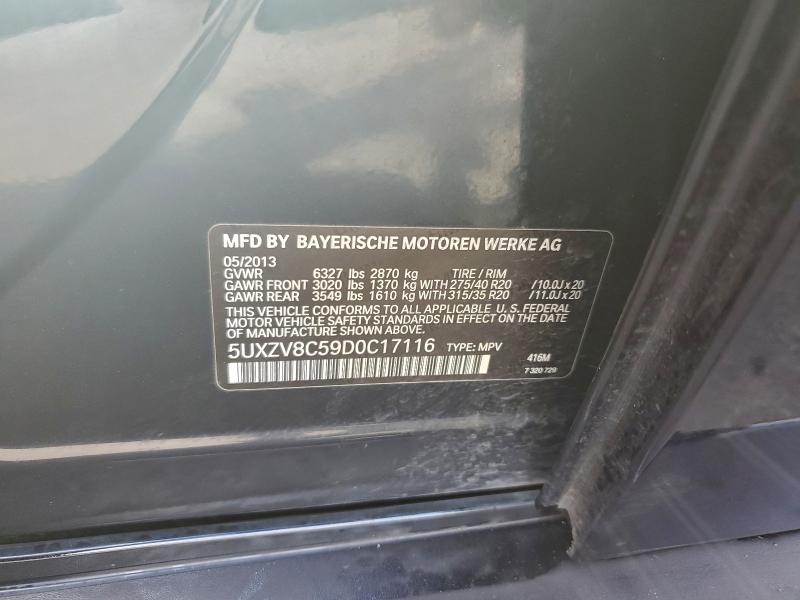 MFD BY BAYERISCHE MOTOREN WERKE AG
05/2013
GVWR 6327 lbs 2870 kg TIRE / RIM
GAWR FRONT 3020 lbs 1370 kg WITH 275/40 R20 /10.0J x 20
GAWR REAR 3549 lbs 1610 kg WITH 315/35 R20 /11.0J x 20
THIS VEHICLE CONFORMS TO ALL APPLICABLE U. S. FEDERAL
MOTOR VEHICLE SAFETY STANDARDS IN EFFECT ON THE DATE
OF MANUFACTURE SHOWN ABOVE.
5UXZV8C59D0C17116 TYPE: MPV 416M
7 320 729